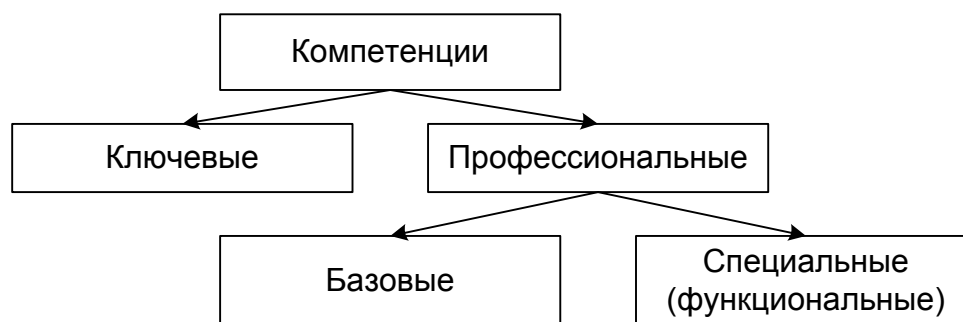 Компетенции
Ключевые
Профессиональные
Базовые
Специальные
(функциональные)